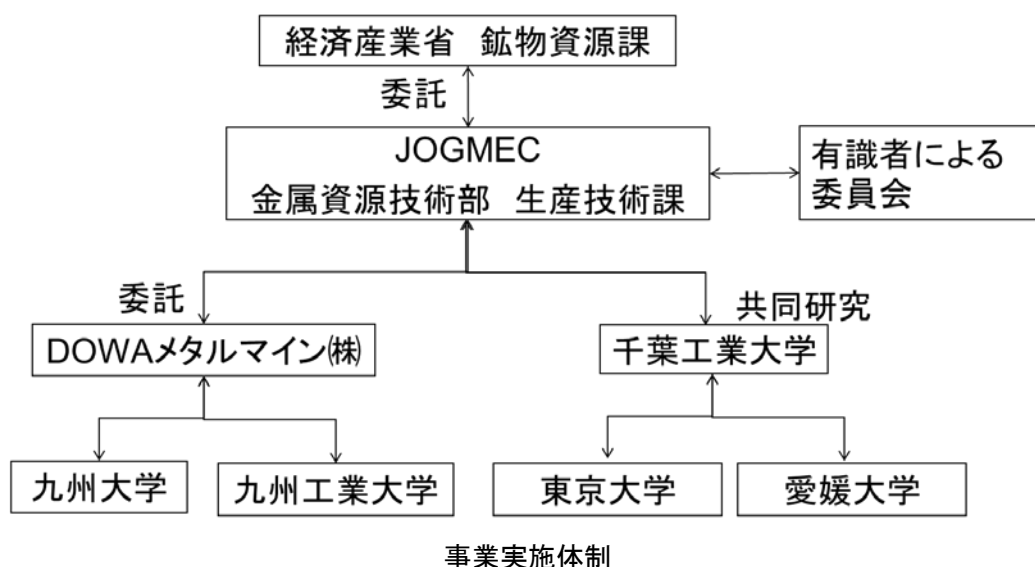 経済産業省 鉱物資源課
委託
JOGMEC
金属資源技術部 生産技術課
有識者による
委員会
委託
共同研究
DOWAメタルマイン㈱
千葉工業大学
九州大学
九州工業大学
東京大学
愛媛大学
事業実施体制